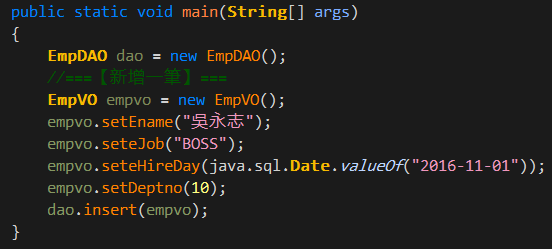 public static void main(String[] args)
{
EmpDAO dao = new EmpDAO();
//===【新增一筆】===
EmpVO empvo = new EmpVO();
empvo.setEname("吳永志");
empvo.seteJob("BOSS");
empvo.seteHireDay(java.sql.Date.valueOf("2016-11-01"));
empvo.setDeptno(10);
dao.insert(empvo);
}